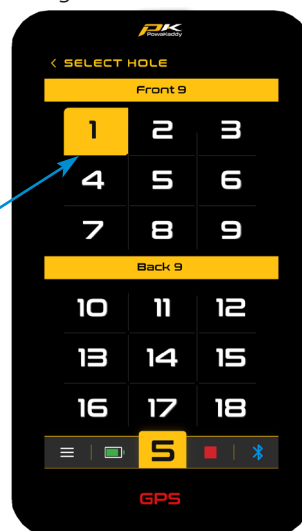 PK
PowaKaddy
< SELECT HOLE
Front 9
1 2 3
4 5 6
7 8 9
Back 9
10 11 12
13 14 15
16 17 18
5
GPS